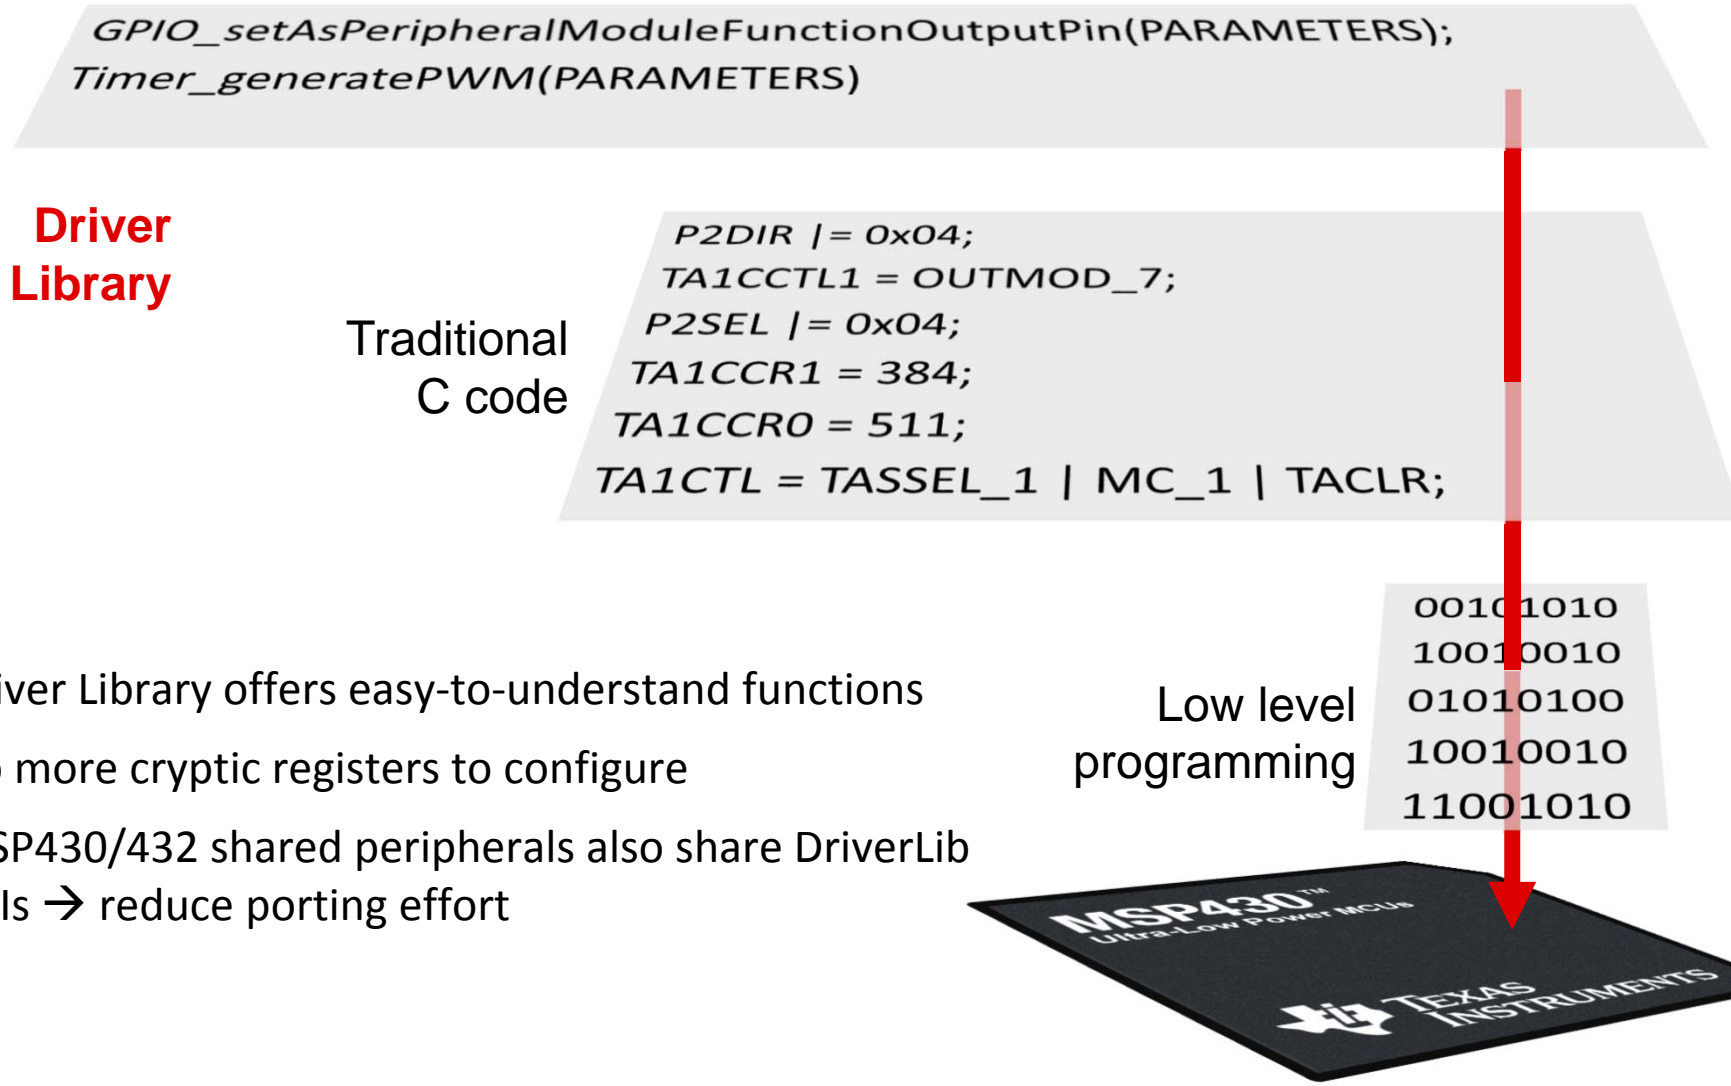 GPIO_setAsPeripheralModuleFunctionOutputPin(PARAMETERS);
Timer_generatePWM(PARAMETERS)
Driver
Library
P2DIR |= 0x04;
TA1CCTL1 = OUTMOD_7;
P2SEL |= 0x04;
TA1CCR1 = 384;
TA1CCR0 = 511;
TA1CTL = TASSEL_1 | MC_1 | TACLR;
Traditional
C code
00101010
10010010
01010100
10010010
11001010
Low level
programming
iver Library offers easy-to-understand functions
more cryptic registers to configure
SP430/432 shared peripherals also share DriverLib
Is → reduce porting effort
MSP430™
Ultra-Low Power MCUs
TEXAS
INSTRUMENTS